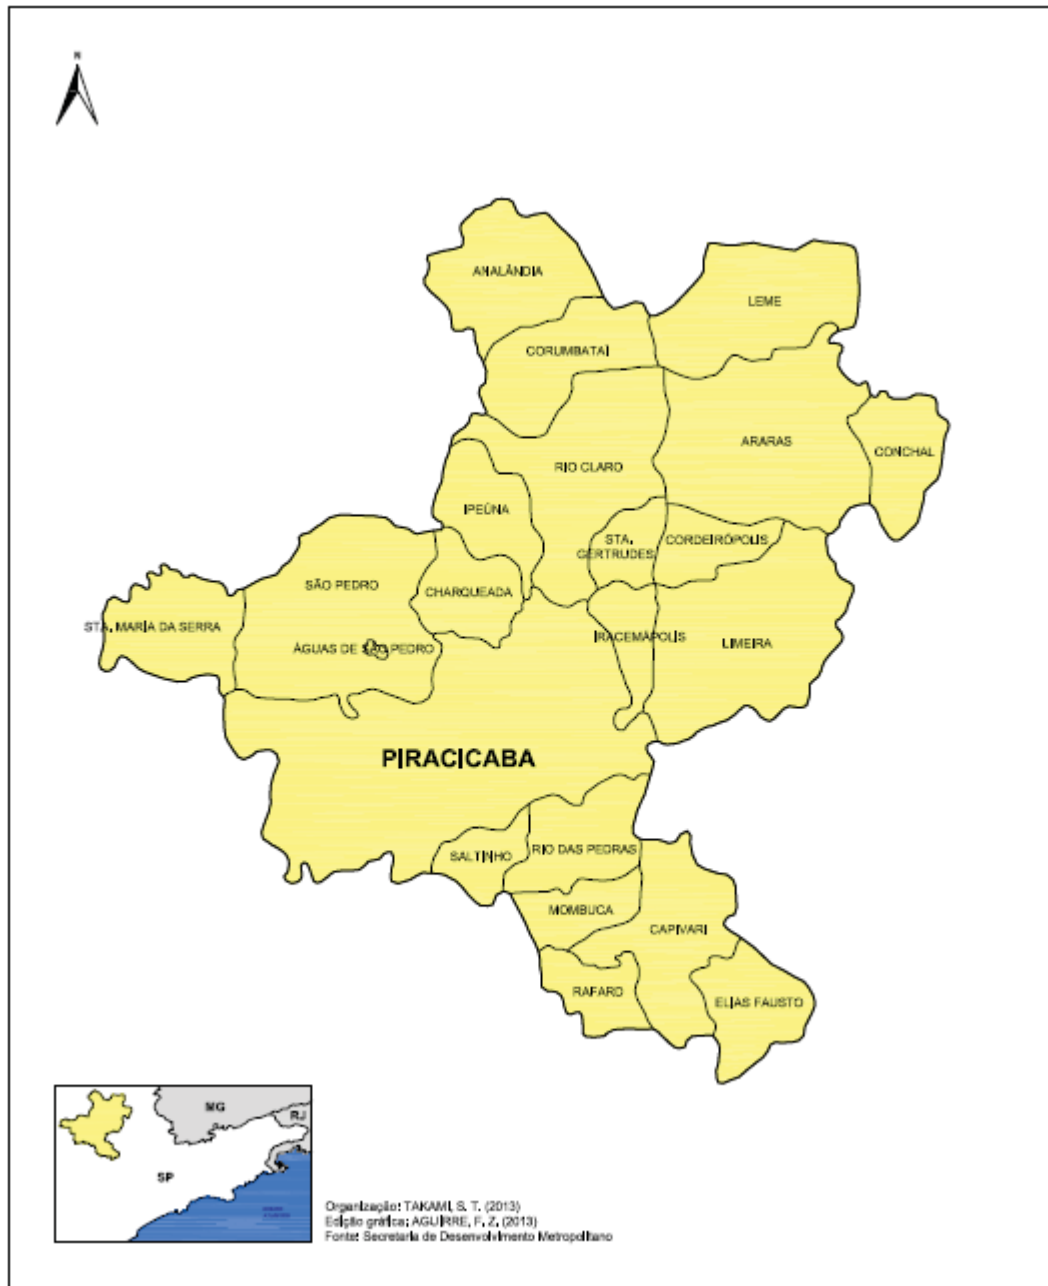 N
ANALÂNDIA
LEME
CORUMBATAÍ
ARARAS
CONCHAL
RIO CLARO
IPEÚNA
STA.
GERTRUDES
CORDEIRÓPOLIS
SÃO PEDRO
CHARQUEADA
STA. MARIA DA SERRA
IRACEMÁPOLIS
LIMEIRA
ÁGUAS DE SÃO PEDRO
PIRACICABA
SALTINHO
RIO DAS PEDRAS
MOMBUCA
CAPIVARI
RAFARD
ELIAS FAUSTO
MG
RJ
SP
Organização: TAKAMI, S. T. (2013)
Edição gráfica: AGUIRRE, F. Z. (2013)
Fonte: Secretaria de Desenvolvimento Metropolitano